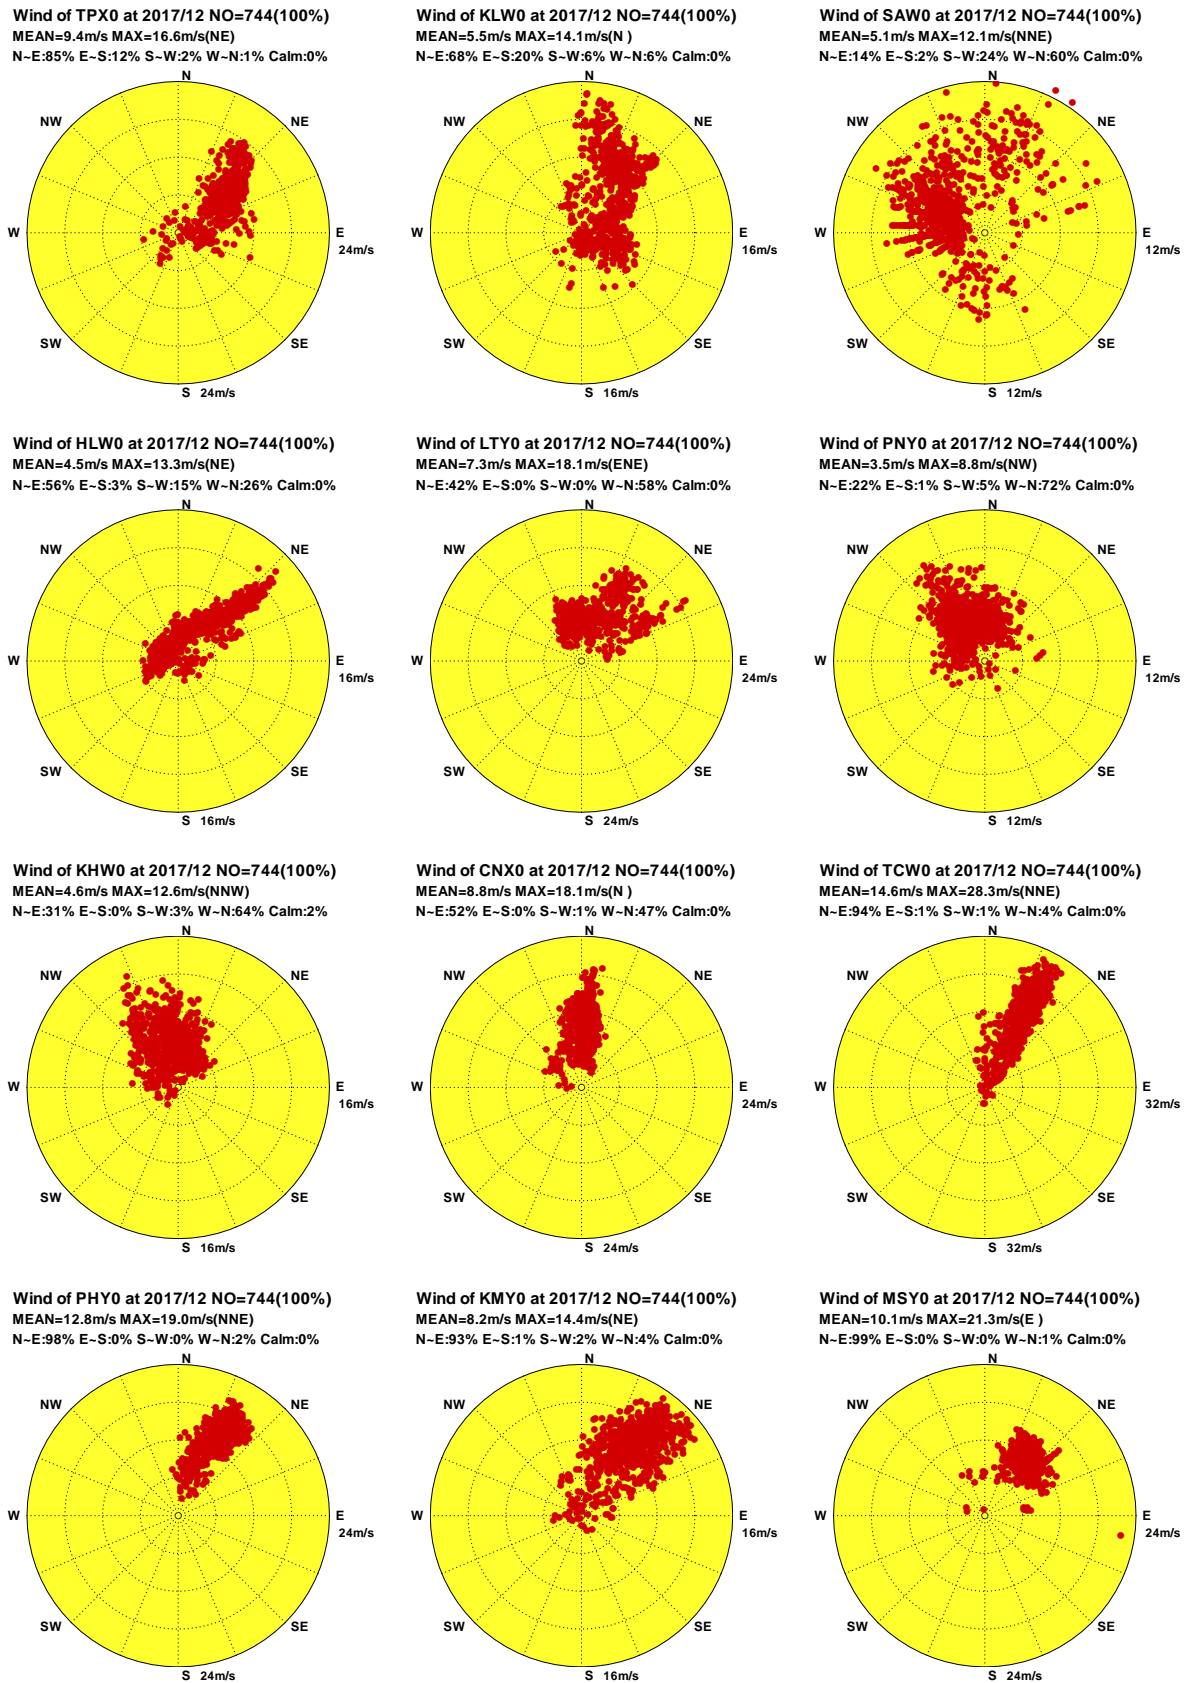 Wind of TPX0 at 2017/12 NO=744(100%)
MEAN=9.4m/s MAX=16.6m/s(NE)
N~E:85% E~S:12% S~W:2% W~N:1% Calm:0%
N
NW
NE
W
E
24m/s
SW
SE
S 24m/s
Wind of KLW0 at 2017/12 NO=744(100%)
MEAN=5.5m/s MAX=14.1m/s(N )
N~E:68% E~S:20% S~W:6% W~N:6% Calm:0%
N
NW
NE
W
E
16m/s
SW
SE
S 16m/s
Wind of SAW0 at 2017/12 NO=744(100%)
MEAN=5.1m/s MAX=12.1m/s(NNE)
N~E:14% E~S:2% S~W:24% W~N:60% Calm:0%
N
NW
NE
W
E
12m/s
SW
SE
S 12m/s
Wind of HLW0 at 2017/12 NO=744(100%)
MEAN=4.5m/s MAX=13.3m/s(NE)
N~E:56% E~S:3% S~W:15% W~N:26% Calm:0%
N
NW
NE
W
E
16m/s
SW
SE
S 16m/s
Wind of LTY0 at 2017/12 NO=744(100%)
MEAN=7.3m/s MAX=18.1m/s(ENE)
N~E:42% E~S:0% S~W:0% W~N:58% Calm:0%
N
NW
NE
W
E
24m/s
SW
SE
S 24m/s
Wind of PNY0 at 2017/12 NO=744(100%)
MEAN=3.5m/s MAX=8.8m/s(NW)
N~E:22% E~S:1% S~W:5% W~N:72% Calm:0%
N
NW
NE
W
E
12m/s
SW
SE
S 12m/s
Wind of KHW0 at 2017/12 NO=744(100%)
MEAN=4.6m/s MAX=12.6m/s(NNW)
N~E:31% E~S:0% S~W:3% W~N:64% Calm:2%
N
NW
NE
W
E
16m/s
SW
SE
S 16m/s
Wind of CNX0 at 2017/12 NO=744(100%)
MEAN=8.8m/s MAX=18.1m/s(N )
N~E:52% E~S:0% S~W:1% W~N:47% Calm:0%
N
NW
NE
W
E
24m/s
SW
SE
S 24m/s
Wind of TCW0 at 2017/12 NO=744(100%)
MEAN=14.6m/s MAX=28.3m/s(NNE)
N~E:94% E~S:1% S~W:1% W~N:4% Calm:0%
N
NW
NE
W
E
32m/s
SW
SE
S 32m/s
Wind of PHY0 at 2017/12 NO=744(100%)
MEAN=12.8m/s MAX=19.0m/s(NNE)
N~E:98% E~S:0% S~W:0% W~N:2% Calm:0%
N
NW
NE
W
E
24m/s
SW
SE
S 24m/s
Wind of KMY0 at 2017/12 NO=744(100%)
MEAN=8.2m/s MAX=14.4m/s(NE)
N~E:93% E~S:1% S~W:2% W~N:4% Calm:0%
N
NW
NE
W
E
16m/s
SW
SE
S 16m/s
Wind of MSY0 at 2017/12 NO=744(100%)
MEAN=10.1m/s MAX=21.3m/s(E )
N~E:99% E~S:0% S~W:0% W~N:1% Calm:0%
N
NW
NE
W
E
24m/s
SW
SE
S 24m/s